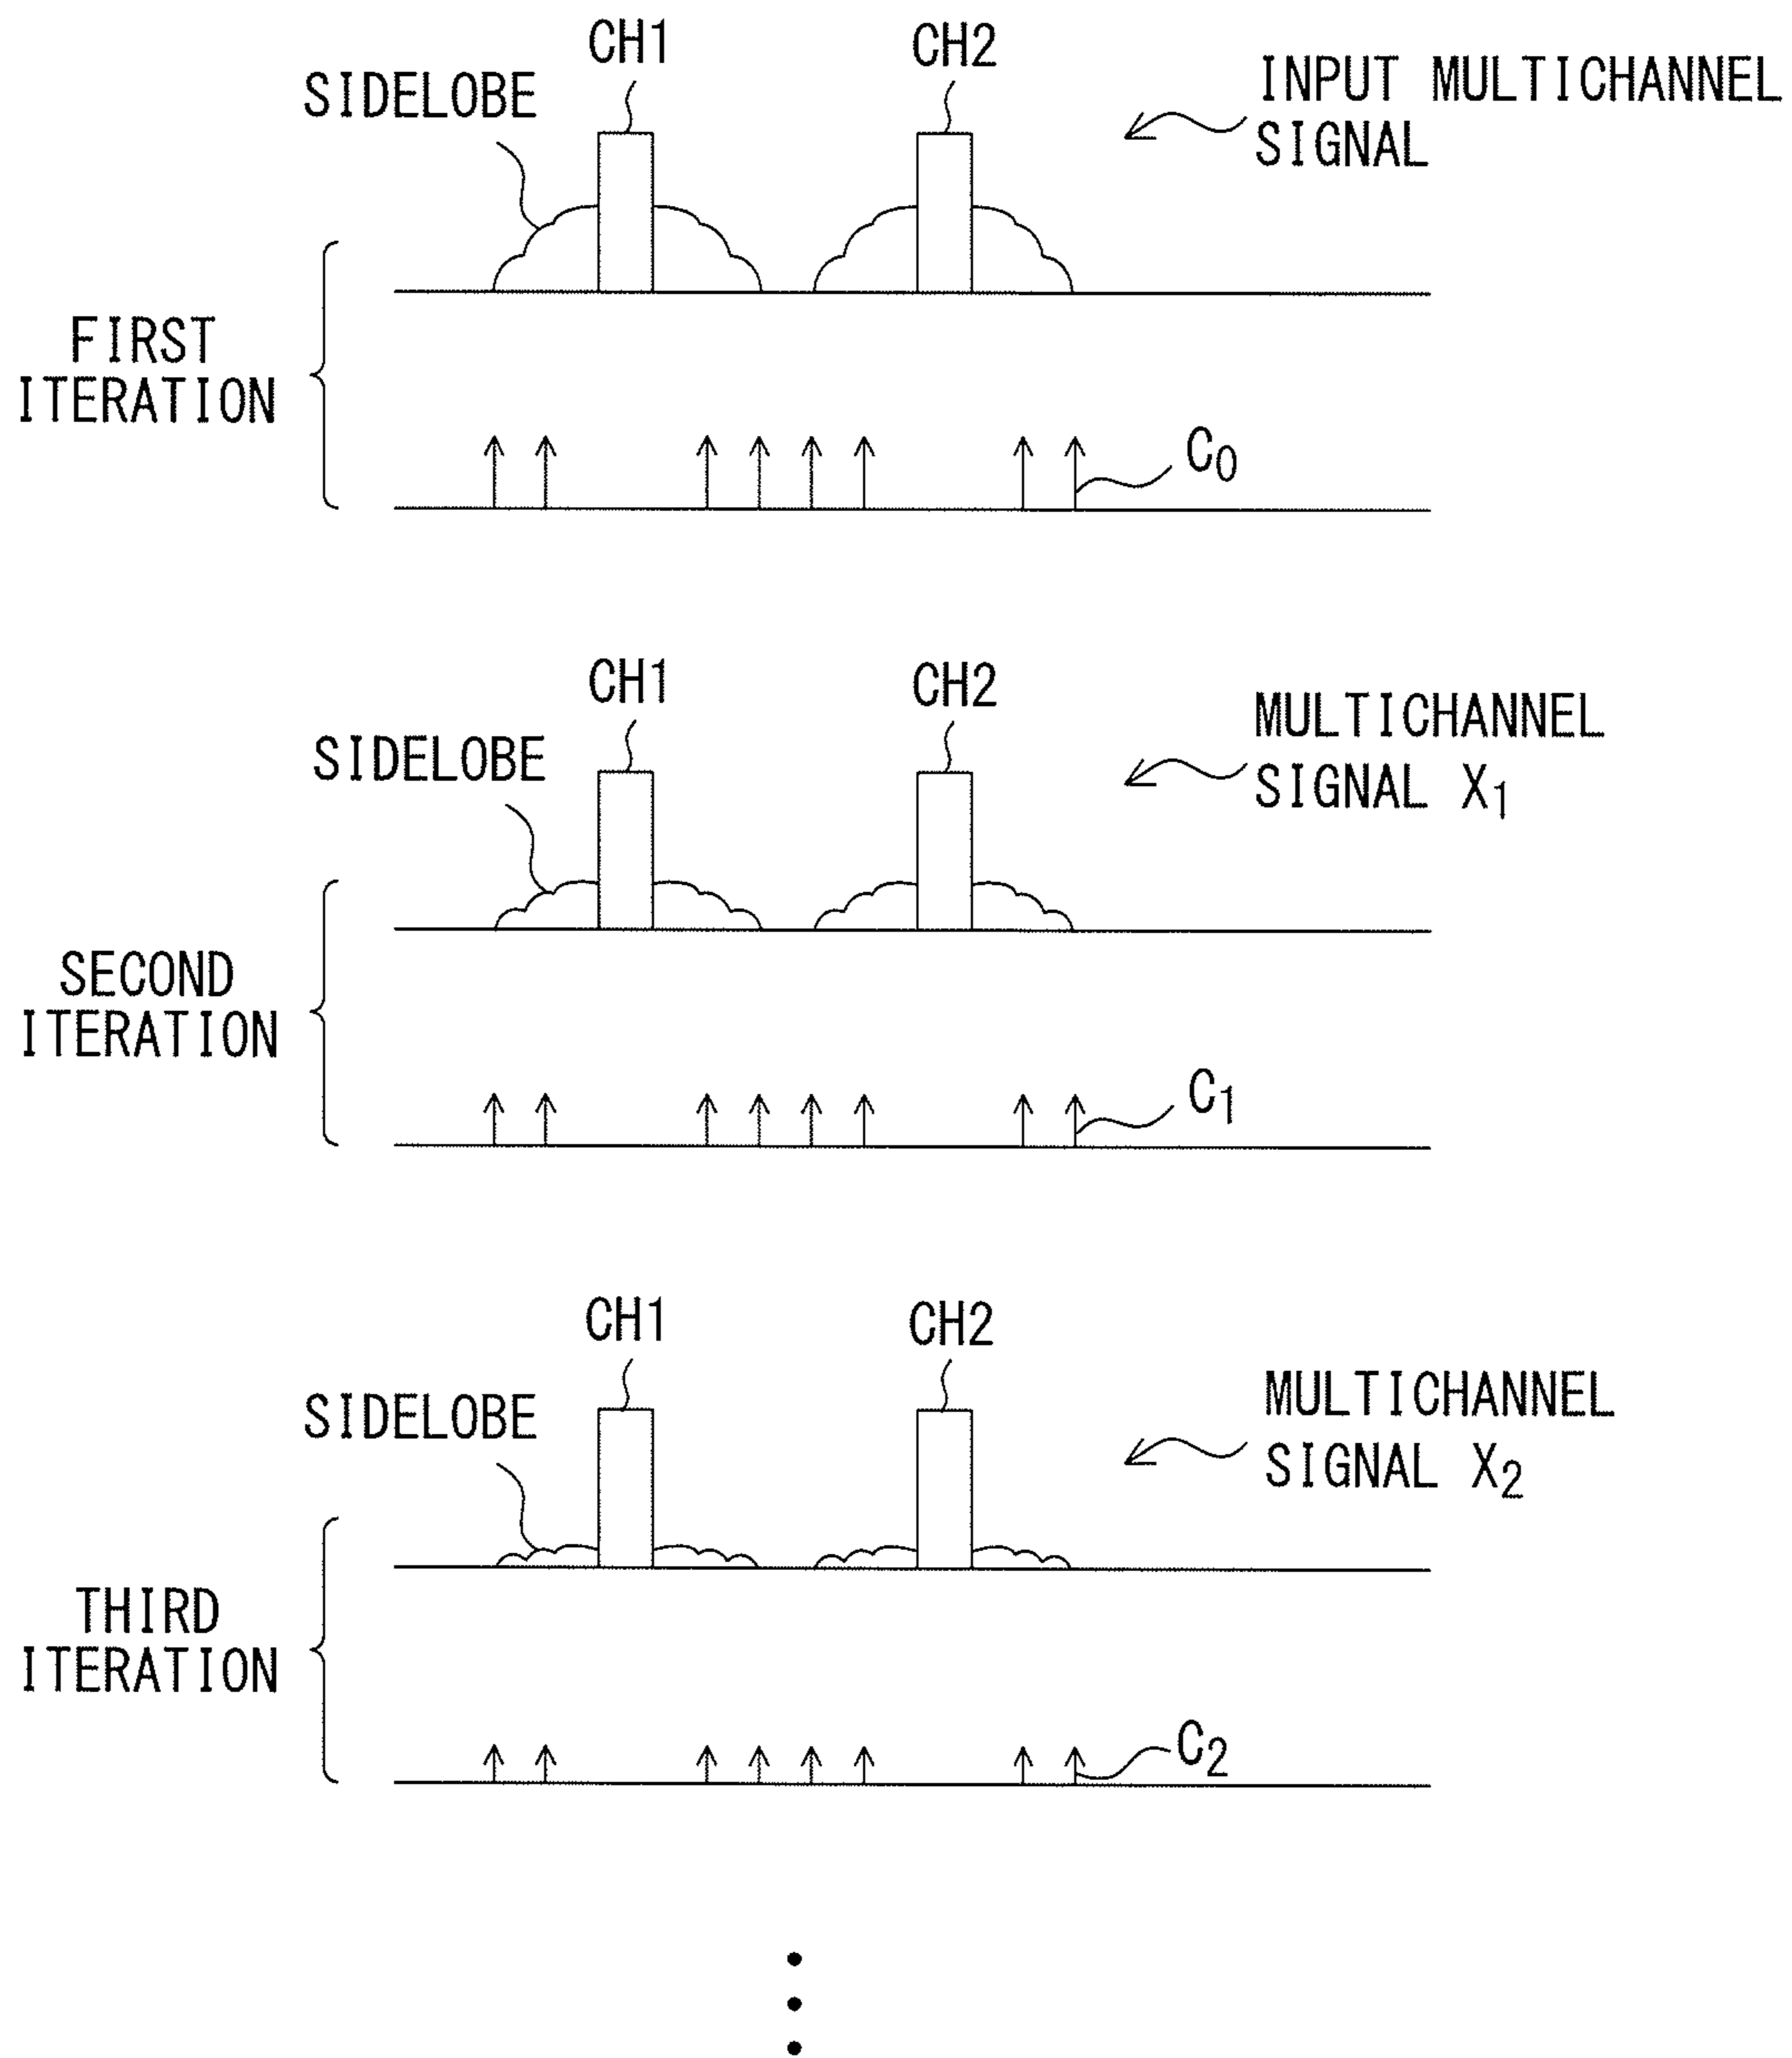 CH1
CH2
SIDELOBE
INPUT MULTICHANNEL
SIGNAL
FIRST
ITERATION
C0
CH1
CH2
SIDELOBE
MULTICHANNEL
SIGNAL X1
SECOND
ITERATION
C1
CH1
CH2
SIDELOBE
MULTICHANNEL
SIGNAL X2
THIRD
ITERATION
C2